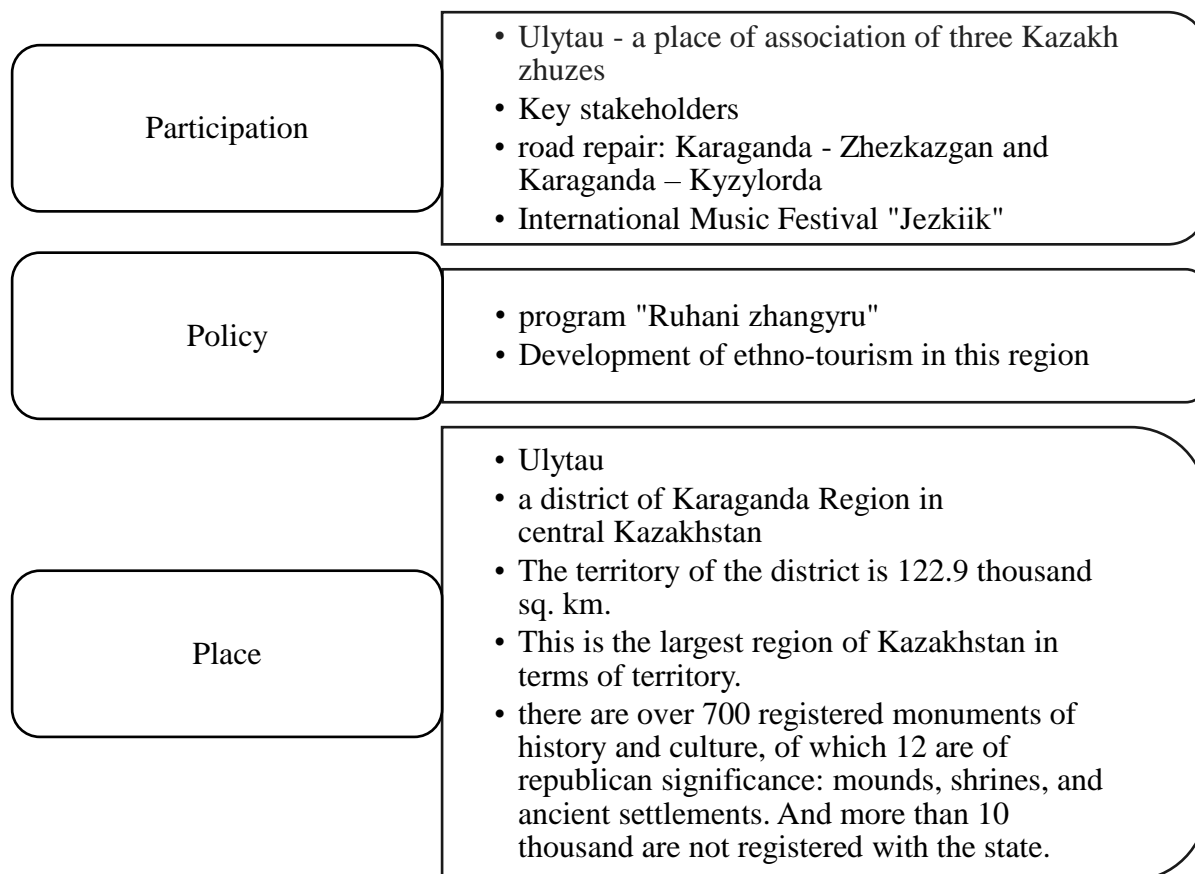 Participation
• Ulytau - a place of association of three Kazakh
zhuzes
• Key stakeholders
• road repair: Karaganda - Zhezkazgan and
Karaganda – Kyzylorda
• International Music Festival "Jezkiik"
Policy
• program "Ruhani zhangyru"
• Development of ethno-tourism in this region
Place
• Ulytau
• a district of Karaganda Region in
central Kazakhstan
• The territory of the district is 122.9 thousand
sq. km.
• This is the largest region of Kazakhstan in
terms of territory.
• there are over 700 registered monuments of
history and culture, of which 12 are of
republican significance: mounds, shrines, and
ancient settlements. And more than 10
thousand are not registered with the state.